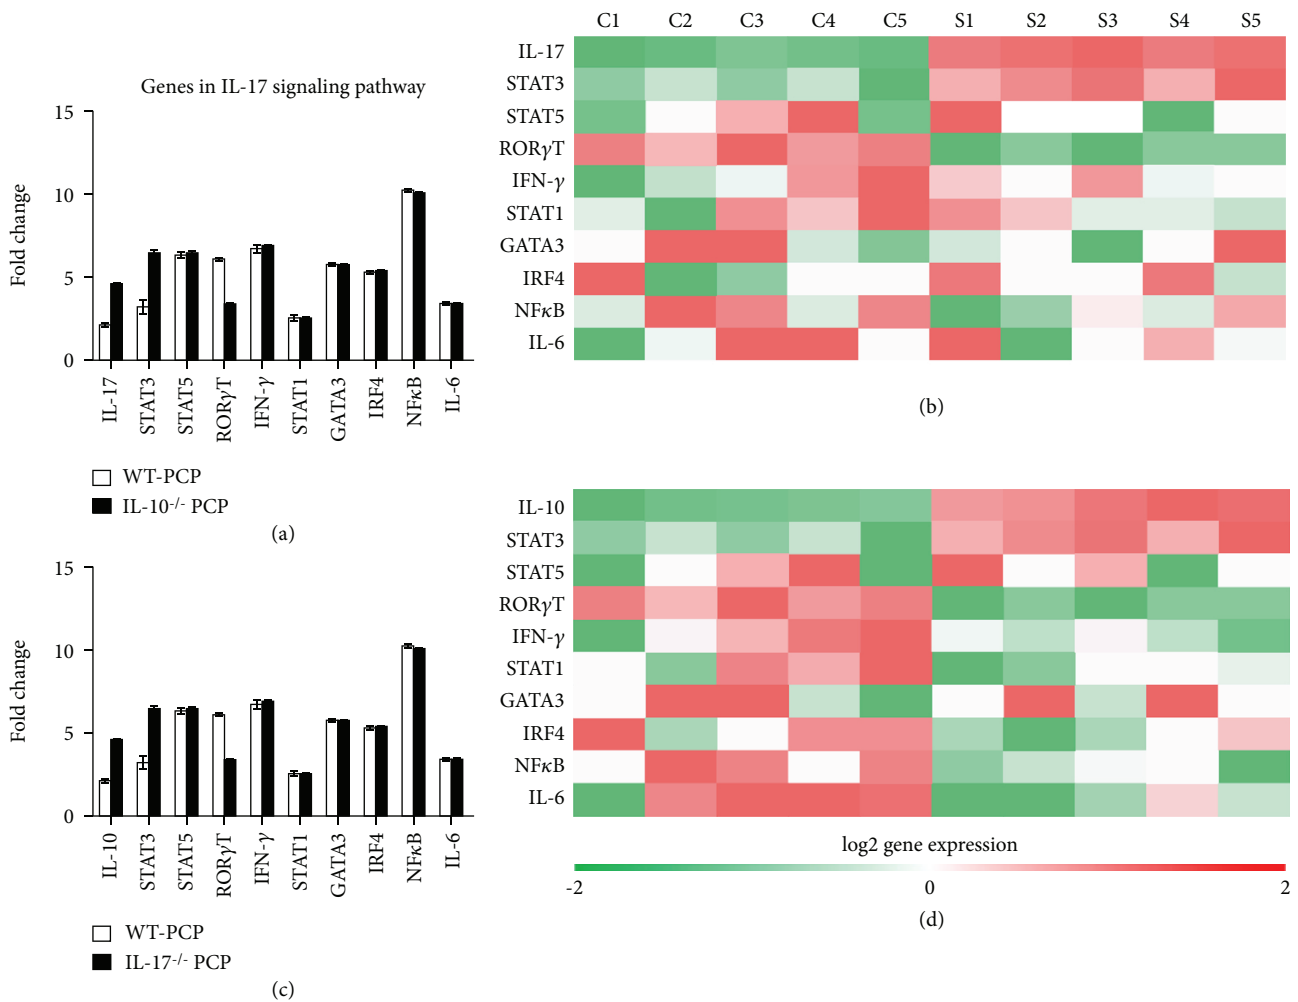 Genes in IL-17 signaling pathway
Fold change
15
10
5
0
IL-17
STAT3
STAT5
RORγT
IFN-γ
STAT1
GATA3
IRF4
NFκB
IL-6
WT-PCP
IL-10-/- PCP
(a)
C1 C2 C3 C4 C5 S1 S2 S3 S4 S5
IL-17
STAT3
STAT5
RORγT
IFN-γ
STAT1
GATA3
IRF4
NFκB
IL-6
(b)
Fold change
15
10
5
0
IL-10
STAT3
STAT5
RORγT
IFN-γ
STAT1
GATA3
IRF4
NFκB
IL-6
WT-PCP
IL-17-/- PCP
(c)
IL-10
STAT3
STAT5
RORγT
IFN-γ
STAT1
GATA3
IRF4
NFκB
IL-6
log2 gene expression
-2 0 2
(d)